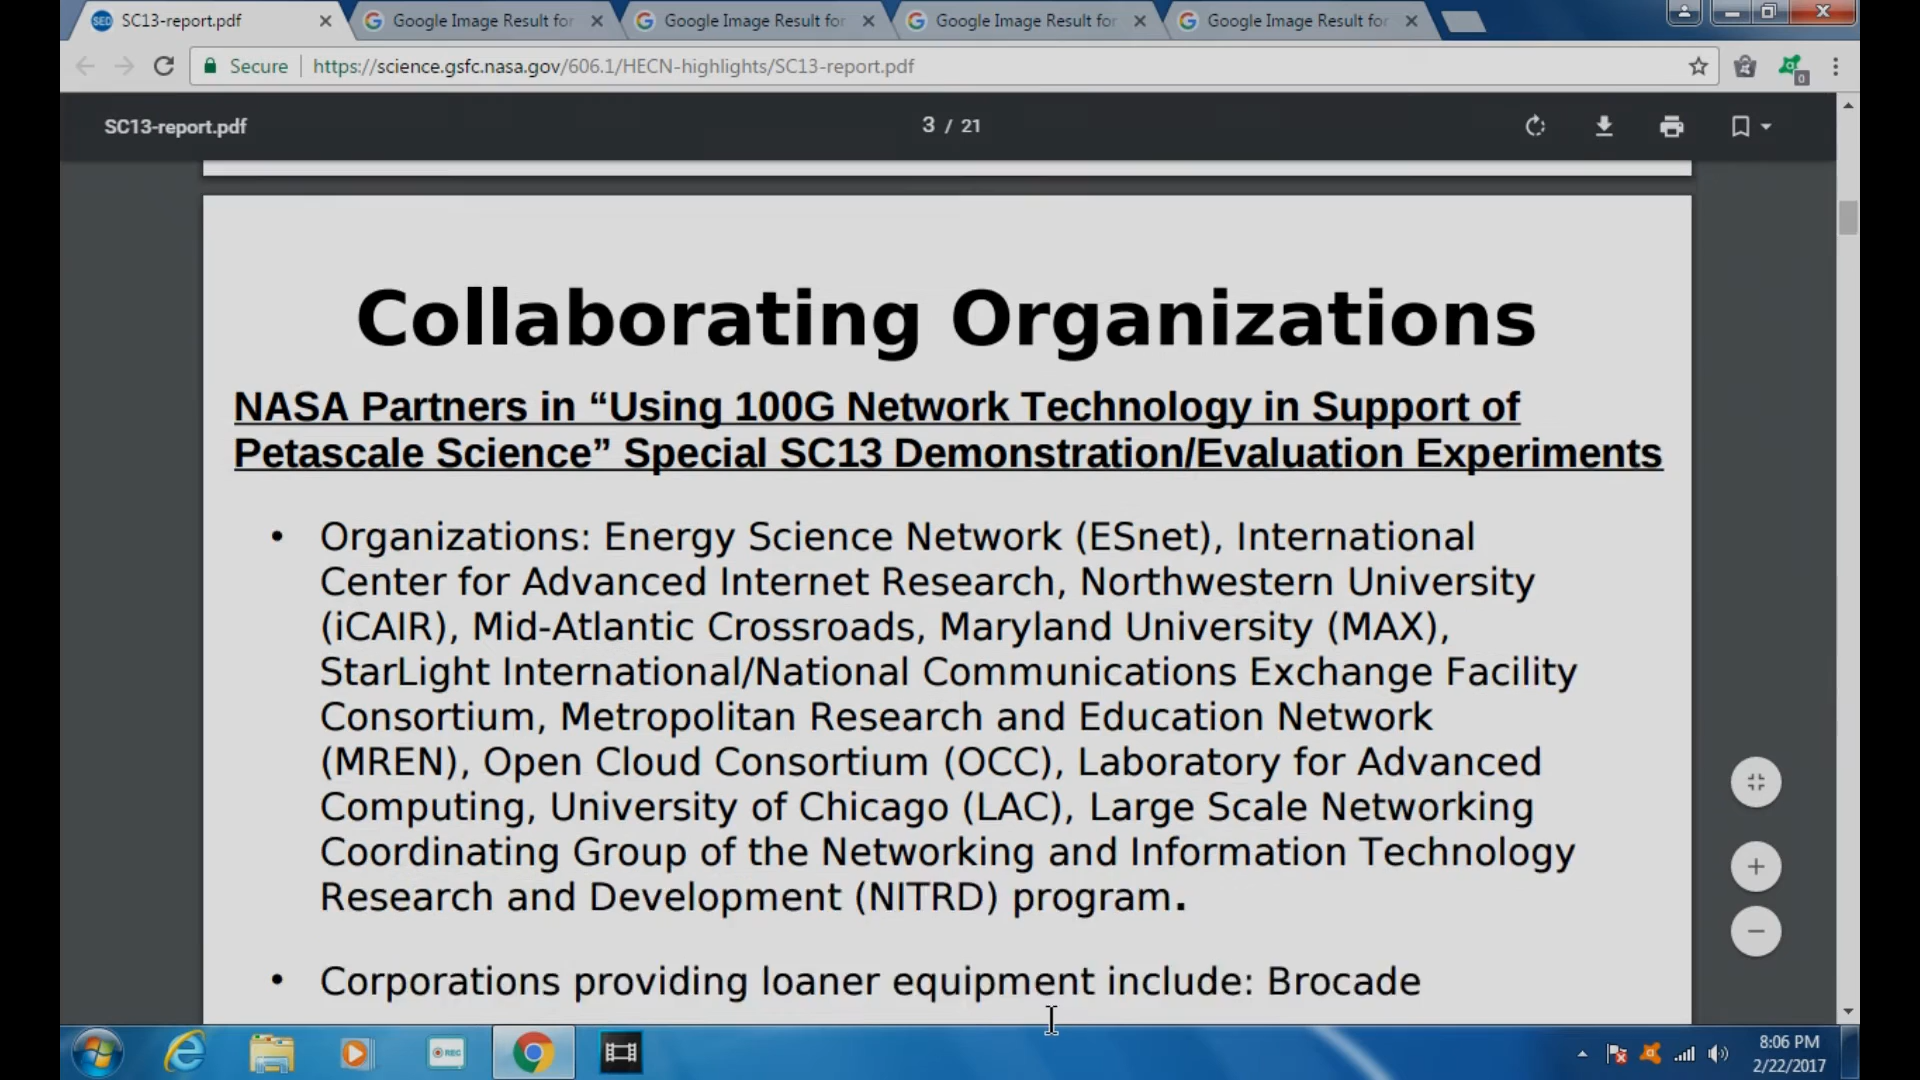 SC13-report.pdf
Google Image Result for
Google Image Result for
Google Image Result for
Google Image Result for
Secure
https://science.gsfc.nasa.gov/606.1/HECN-highlights/SC13-report.pdf
0
SC13-report.pdf
3 / 21
Collaborating Organizations
NASA Partners in “Using 100G Network Technology in Support of
Petascale Science” Special SC13 Demonstration/Evaluation Experiments
• Organizations: Energy Science Network (ESnet), International
Center for Advanced Internet Research, Northwestern University
(iCAIR), Mid-Atlantic Crossroads, Maryland University (MAX),
StarLight International/National Communications Exchange Facility
Consortium, Metropolitan Research and Education Network
(MREN), Open Cloud Consortium (OCC), Laboratory for Advanced
Computing, University of Chicago (LAC), Large Scale Networking
Coordinating Group of the Networking and Information Technology
Research and Development (NITRD) program.
• Corporations providing loaner equipment include: Brocade
REC
8:06 PM
2/22/2017